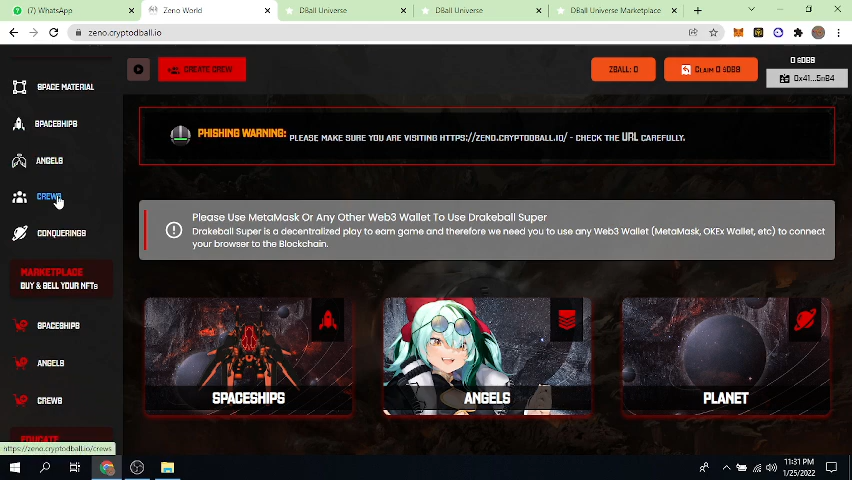 (7) WhatsApp
Zeno World
DBall Universe
DBall Universe
DBall Universe Marketplace
zeno.cryptodball.io
SPACE MATERIAL
SPACESHIPS
ANGELS
CREWS
CONQUERINGS
MARKETPLACE
BUY & SELL YOUR NFTs
SPACESHIPS
ANGELS
CREWS
EDUCATE
https://zeno.cryptodball.io/crews
CREATE CREW
ZBALL: 0
CLAIM 0 $DBB
0 $DBB
0x41...5n64
PHISHING WARNING: PLEASE MAKE SURE YOU ARE VISITING HTTPS://ZENO.CRYPTODBALL.IO/ - CHECK THE URL CAREFULLY.
Please Use MetaMask Or Any Other Web3 Wallet To Use Drakeball Super
Drakeball Super is a decentralized play to earn game and therefore we need you to use any Web3 Wallet (MetaMask, OKEx Wallet, etc) to connect
your browser to the Blockchain.
SPACESHIPS
ANGELS
PLANET
11:31 PM
1/25/2022